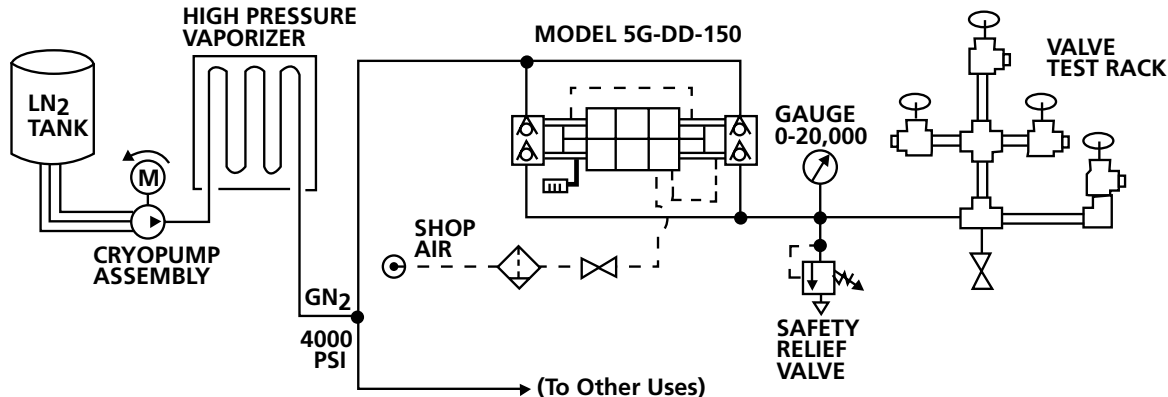 HIGH PRESSURE
VAPORIZER
LN2
TANK
M
CRYOPUMP
ASSEMBLY
GN2
4000
PSI
MODEL 5G-DD-150
SHOP
AIR
(To Other Uses)
GAUGE
0-20,000
SAFETY
RELIEF
VALVE
VALVE
TEST RACK